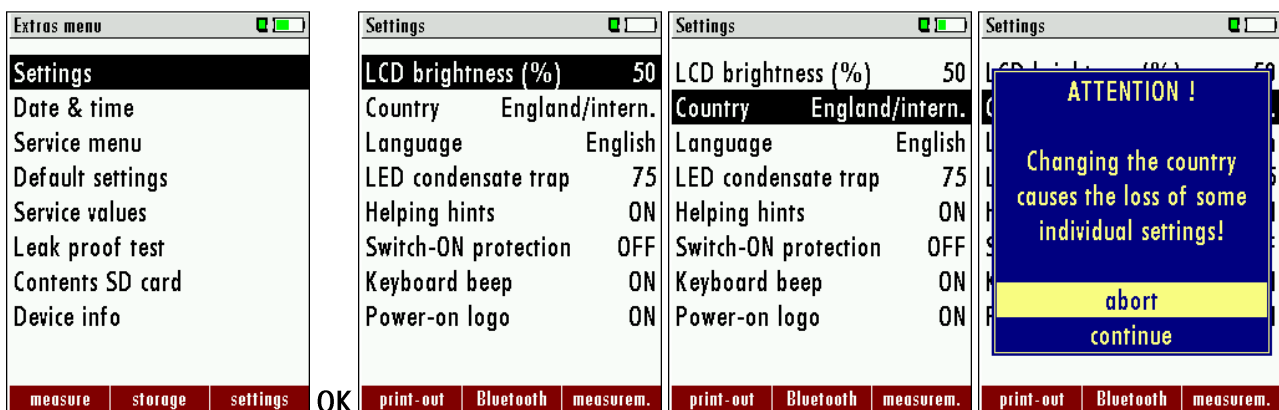 Extras menu
Settings
Date & time
Service menu
Default settings
Service values
Leak proof test
Contents SD card
Device info
measure storage settings
OK
Settings
LCD brightness (%) 50
Country England/intern.
Language English
LED condensate trap 75
Helping hints ON
Switch-ON protection OFF
Keyboard beep ON
Power-on logo ON
print-out Bluetooth measurem.
Settings
LCD brightness (%) 50
Country England/intern.
Language English
LED condensate trap 75
Helping hints ON
Switch-ON protection OFF
Keyboard beep ON
Power-on logo ON
print-out Bluetooth measurem.
Settings
ATTENTION !
Changing the country
causes the loss of some
individual settings!
abort
continue
print-out Bluetooth measurem.